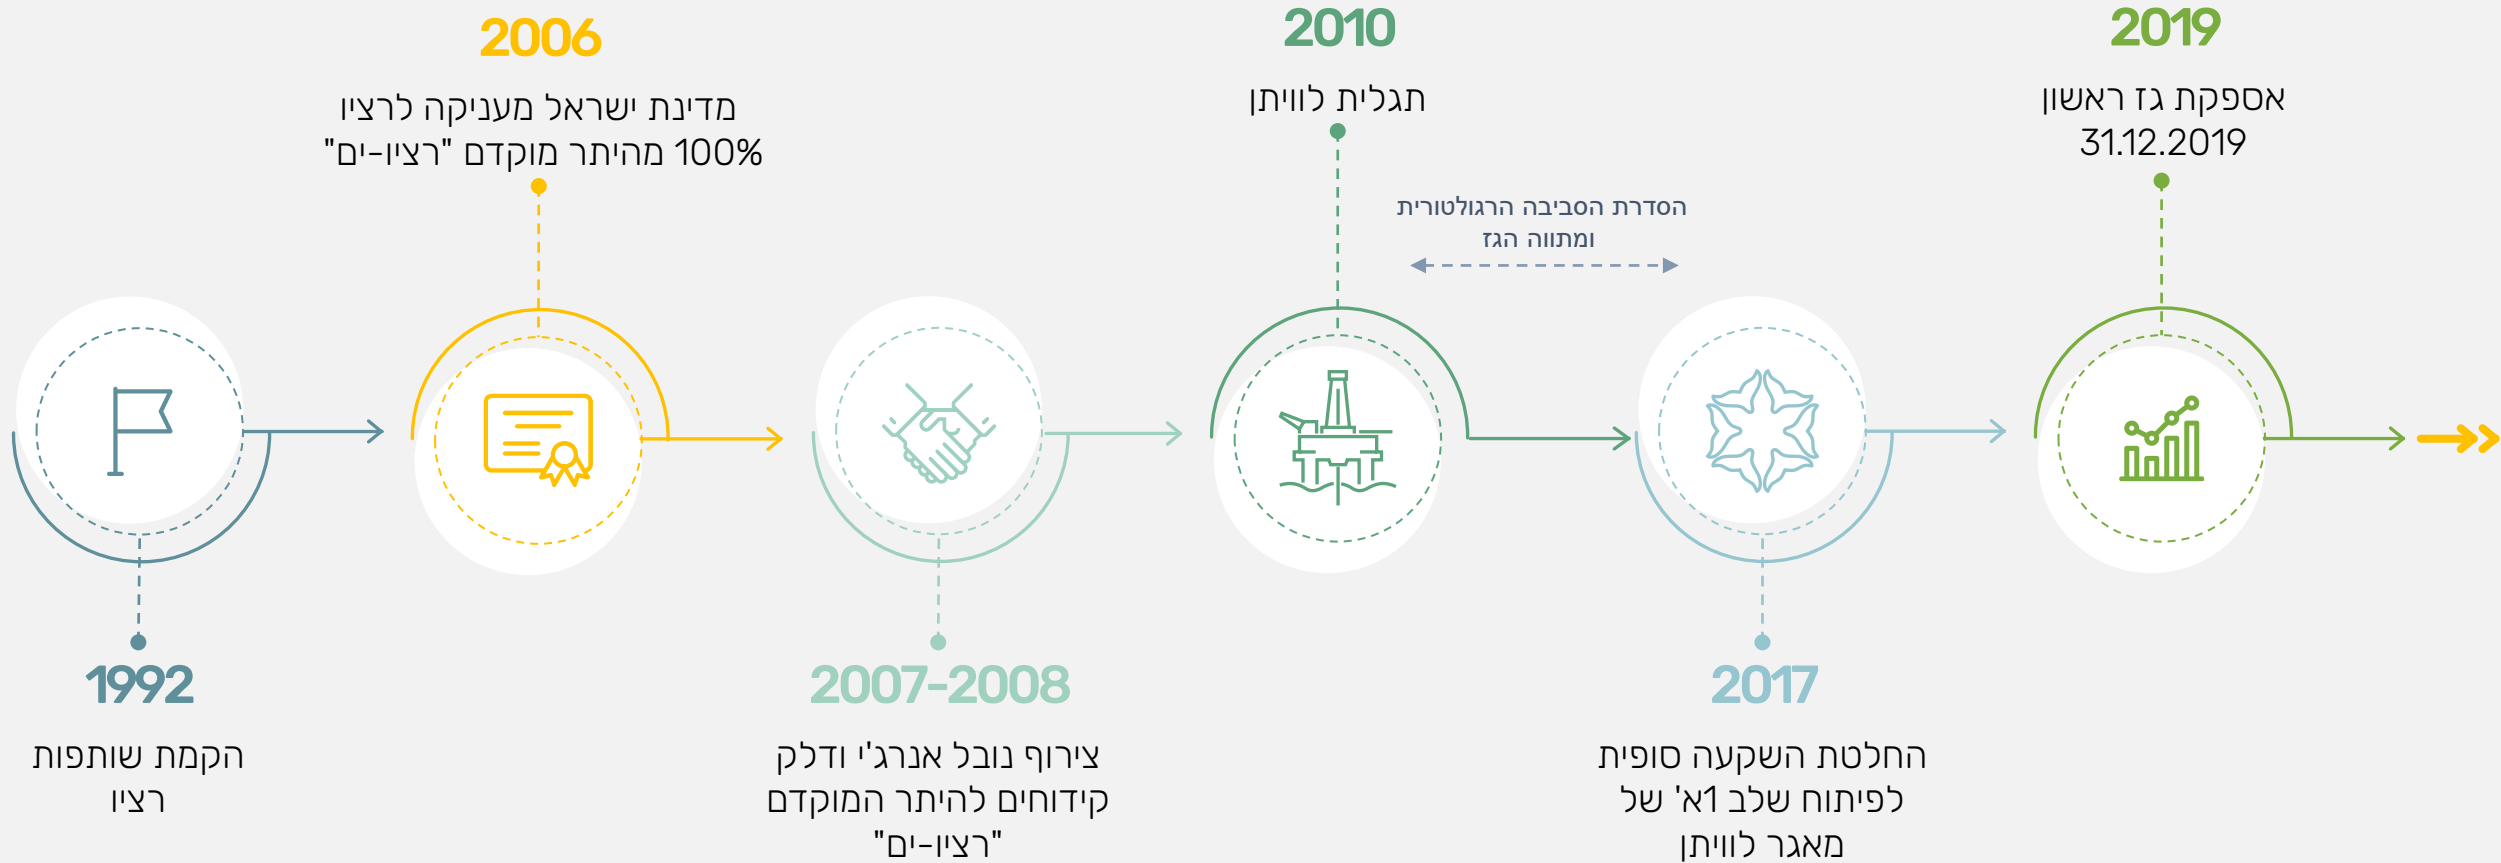 1992
הקמת שותפות
רציו
2006
מדינת ישראל מעניקה לרציו
100% מהיתר מוקדם "רציו-ים"
2007-2008
צירוף נובל אנרג'י ודלק
קידוחים להיתר המוקדם
"רציו-ים"
2010
תגלית לוויתן
הסדרת הסביבה הרגולטורית
ומתווה הגז
2017
החלטת השקעה סופית
לפיתוח שלב 1א' של
מאגר לוויתן
2019
אספקת גז ראשון
31.12.2019